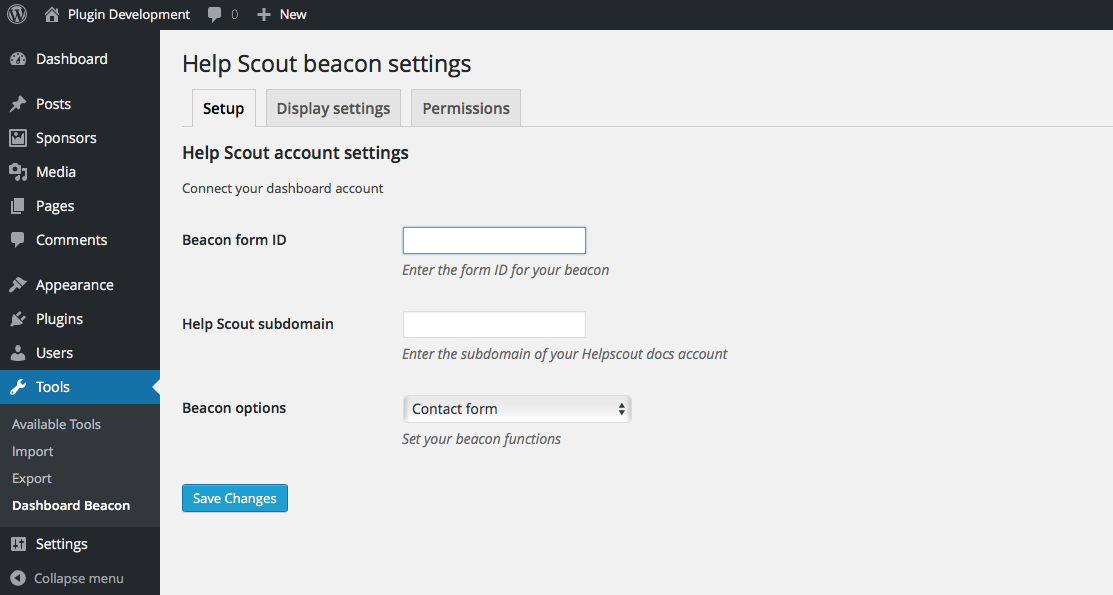 Plugin Development 0 New
Dashboard
Posts
Sponsors
Media
Pages
Comments
Appearance
Plugins
Users
Tools
Available Tools
Import
Export
Dashboard Beacon
Settings
Collapse menu
Help Scout beacon settings
Setup Display settings Permissions
Help Scout account settings
Connect your dashboard account
Beacon form ID
Enter the form ID for your beacon
Help Scout subdomain
Enter the subdomain of your Helpscout docs account
Beacon options Contact form
Set your beacon functions
Save Changes